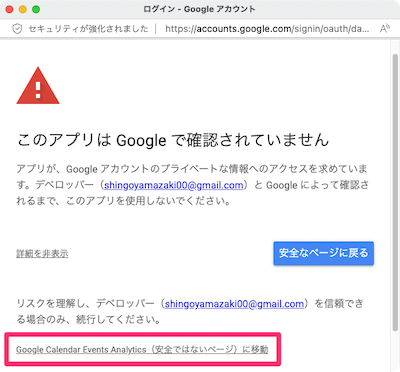 ログイン - Google アカウント
セキュリティが強化されました | https://accounts.google.com/signin/oauth/da...
このアプリは Google で確認されていません
アプリが、Google アカウントのプライベートな情報へのアクセスを求めていま
す。デベロッパー（shingoyamazaki00@gmail.com）と Google によって確認さ
れるまで、このアプリを使用しないでください。
詳細を非表示
安全なページに戻る
リスクを理解し、デベロッパー（shingoyamazaki00@gmail.com）を信頼でき
る場合のみ、続行してください。
Google Calendar Events Analytics（安全ではないページ）に移動